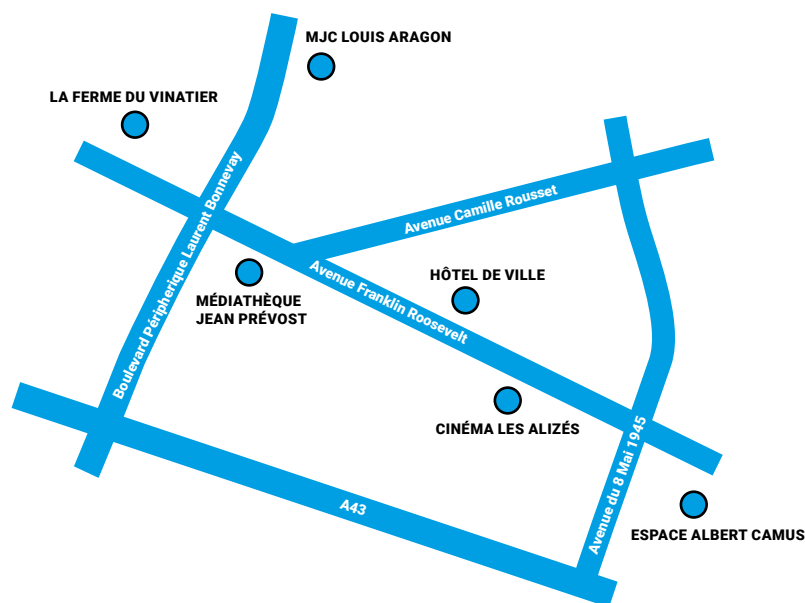 MJC LOUIS ARAGON
LA FERME DU VINATIER
Boulevard Péripherique Laurent Bonnevay
Avenue Camille Rousset
Avenue Franklin Roosevelt
HÔTEL DE VILLE
MÉDIATHÈQUE
JEAN PRÉVOST
CINÉMA LES ALIZÉS
Avenue du 8 Mai 1945
A43
ESPACE ALBERT CAMUS